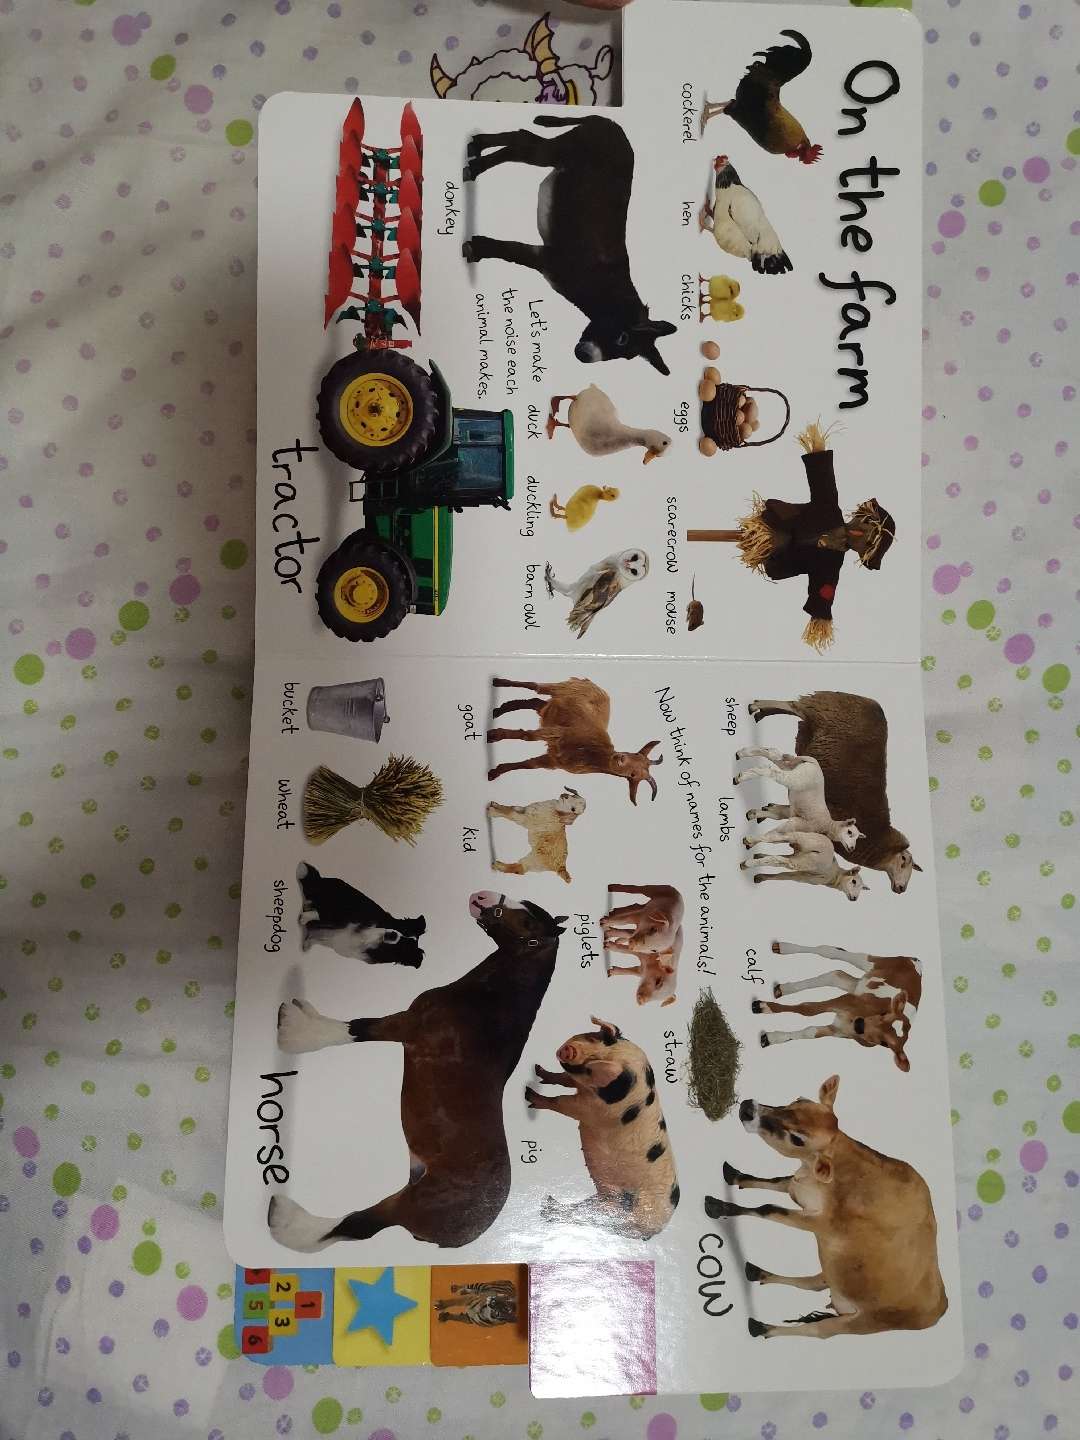 On the farm
cockerel
hen
chicks
eggs
scarecrow
mouse
donkey
Let's make
the noise each
animal makes.
duck
duckling
barn owl
tractor
sheep
lambs
calf
cow
Now think of names for the animals!
straw
goat
kid
piglets
pig
bucket
wheat
sheepdog
horse
1
2
3
5
6